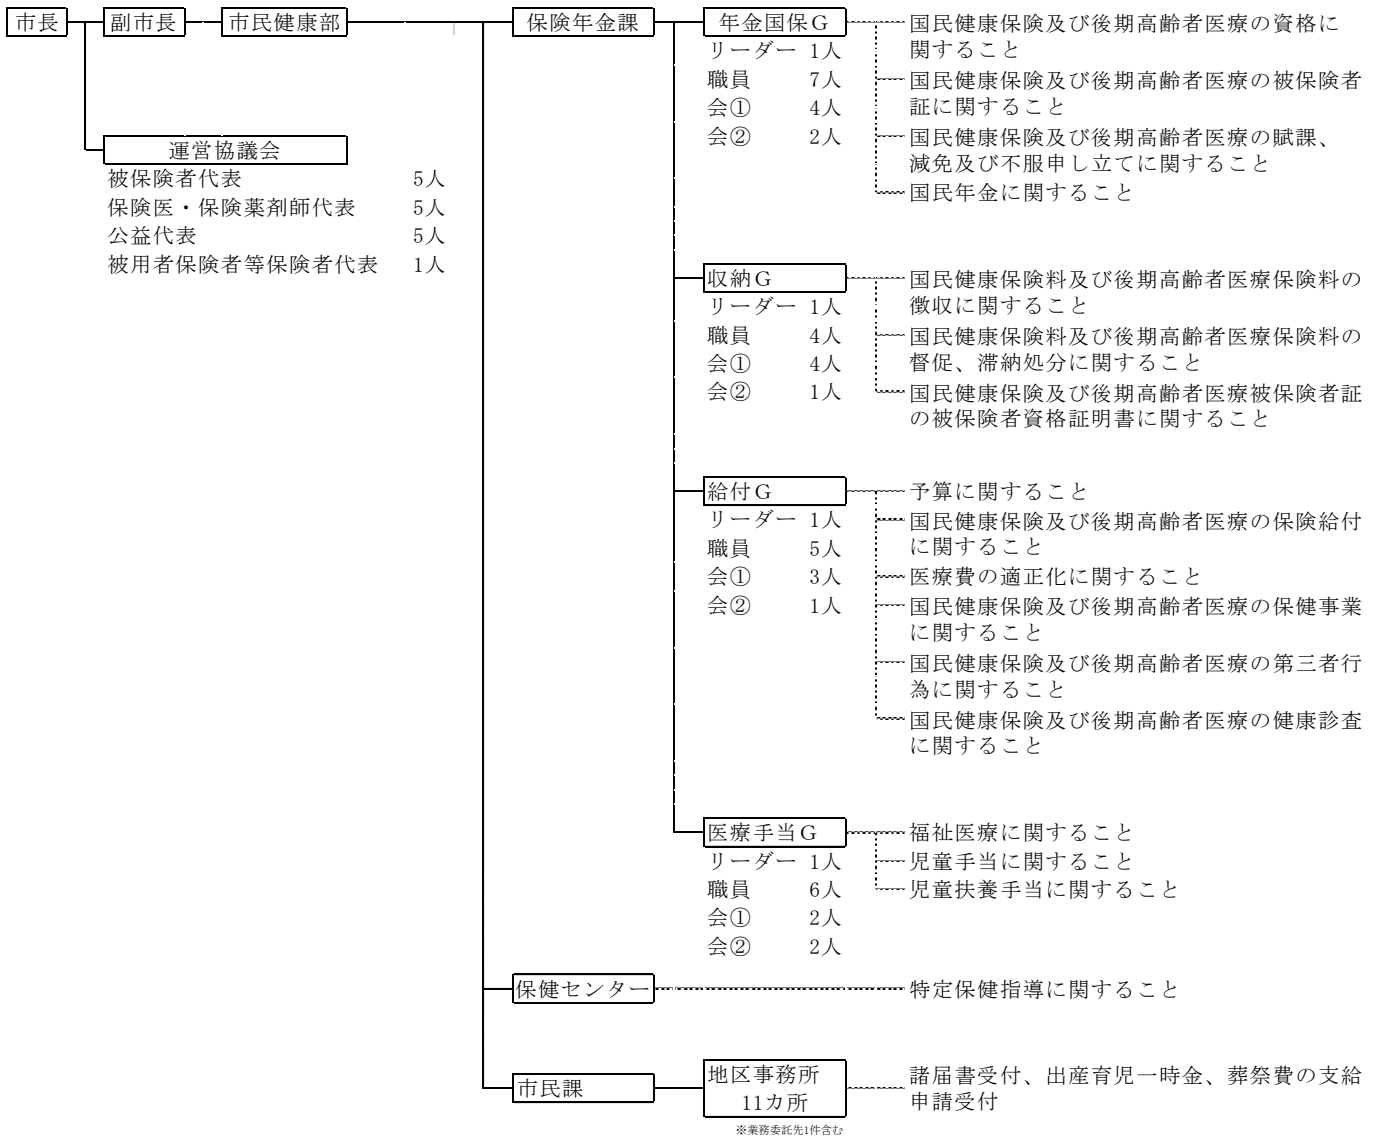 市長
副市長
市民健康部
運営協議会
被保険者代表 5人
保険医・保険薬剤師代表 5人
公益代表 5人
被用者保険者等保険者代表 1人
保険年金課
年金国保G
リーダー 1人
職員 7人
会① 4人
会② 2人
国民健康保険及び後期高齢者医療の資格に
関すること
国民健康保険及び後期高齢者医療の被保険者
証に関すること
国民健康保険及び後期高齢者医療の賦課、
減免及び不服申し立てに関すること
国民年金に関すること
収納G
リーダー 1人
職員 4人
会① 4人
会② 1人
国民健康保険料及び後期高齢者医療保険料の
徴収に関すること
国民健康保険料及び後期高齢者医療保険料の
督促、滞納処分に関すること
国民健康保険及び後期高齢者医療被保険者証
の被保険者資格証明書に関すること
給付G
リーダー 1人
職員 5人
会① 3人
会② 1人
予算に関すること
国民健康保険及び後期高齢者医療の保険給付
に関すること
医療費の適正化に関すること
国民健康保険及び後期高齢者医療の保健事業
に関すること
国民健康保険及び後期高齢者医療の第三者行
為に関すること
国民健康保険及び後期高齢者医療の健康診査
に関すること
医療手当G
リーダー 1人
職員 6人
会① 2人
会② 2人
福祉医療に関すること
児童手当に関すること
児童扶養手当に関すること
保健センター
特定保健指導に関すること
市民課
地区事務所
11カ所
※業務委託先1件含む
諸届書受付、出産育児一時金、葬祭費の支給
申請受付